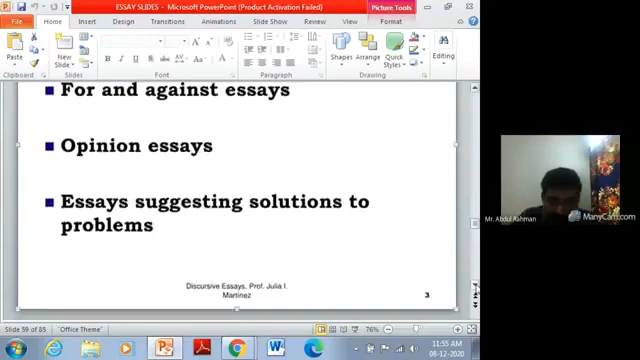 ESSAY SLIDES - Microsoft PowerPoint (Product Activation Failed)
Picture Tools
File
Home
Insert
Design
Transitions
Animations
Slide Show
Review
View
Format
Paste
New
Slide
Shapes
Arrange
Quick
Styles
Editing
Clipboard
Slides
Font
Paragraph
Drawing
For and against essays
Opinion essays
Essays suggesting solutions to
problems
Discursive Essays. Prof. Julia I.
Martinez
3
Slide 59 of 85
"Office Theme"
76%
11:55 AM
08-12-2020
Mr. Abdul Rahman
ManyCam.com